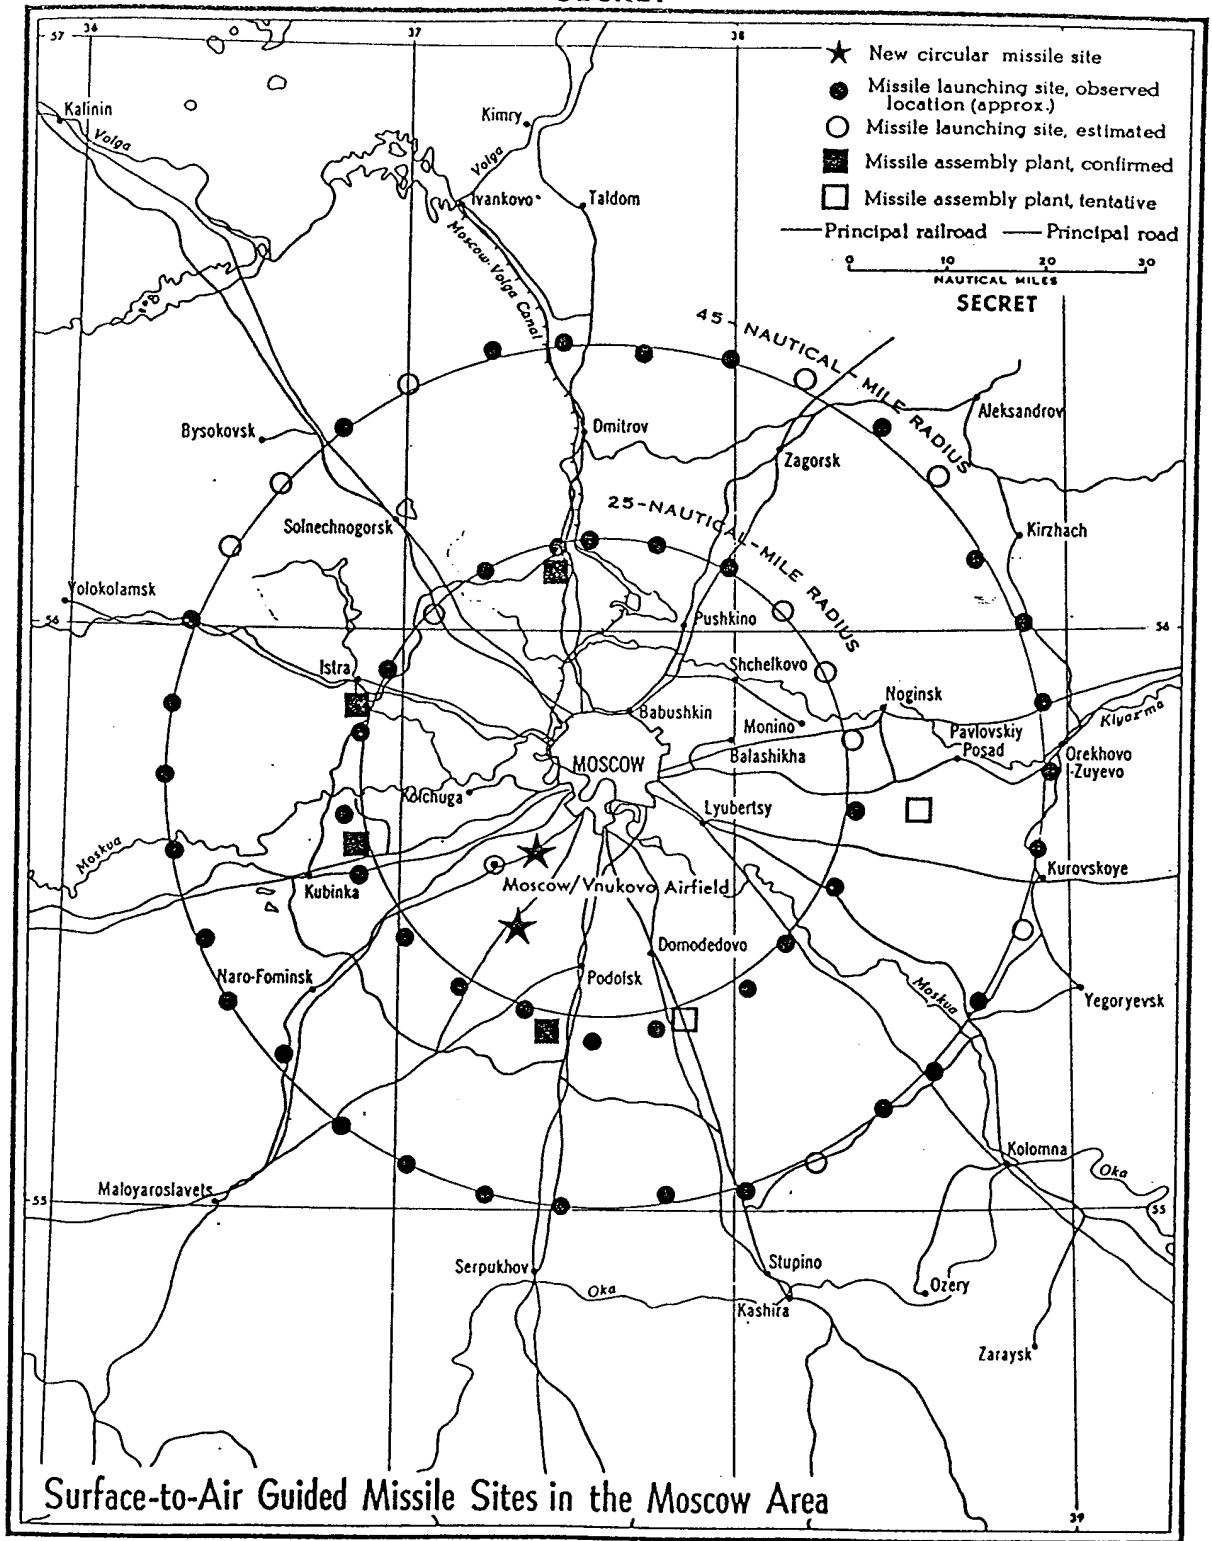 36
37
38
57
New circular missile site
Missile launching site, observed
location (approx.)
Missile launching site, estimated
Missile assembly plant, confirmed
Missile assembly plant, tentative
Principal railroad
Principal road
0
10
20
30
NAUTICAL MILES
SECRET
Kalinin
Volga
Kimry
Volga
Ivankovo
Taldom
Moscow-Volga Canal
45-NAUTICAL-MILE RADIUS
Aleksandrov
Bysokovsk
Dmitrov
Zagorsk
25-NAUTICAL-MILE RADIUS
Solnechnogorsk
Kirzhach
Volokolamsk
56
56
Pushkino
Istra
Shchelkovo
Noginsk
Babushkin
Monino
Klyazma
Pavlovskiy
Posad
Balashikha
Orekhovo
-Zuyevo
MOSCOW
Kolchuga
Lyubertsy
Moskva
Kubinka
Kurovskoye
Moscow/Vnukovo Airfield
Domodedovo
Naro-Fominsk
Podolsk
Moskva
Yegoryevsk
Kolomna
Oka
Maloyaroslavets
55
55
Serpukhov
Oka
Stupino
Kashira
Ozery
Zaraysk
Surface-to-Air Guided Missile Sites in the Moscow Area
39